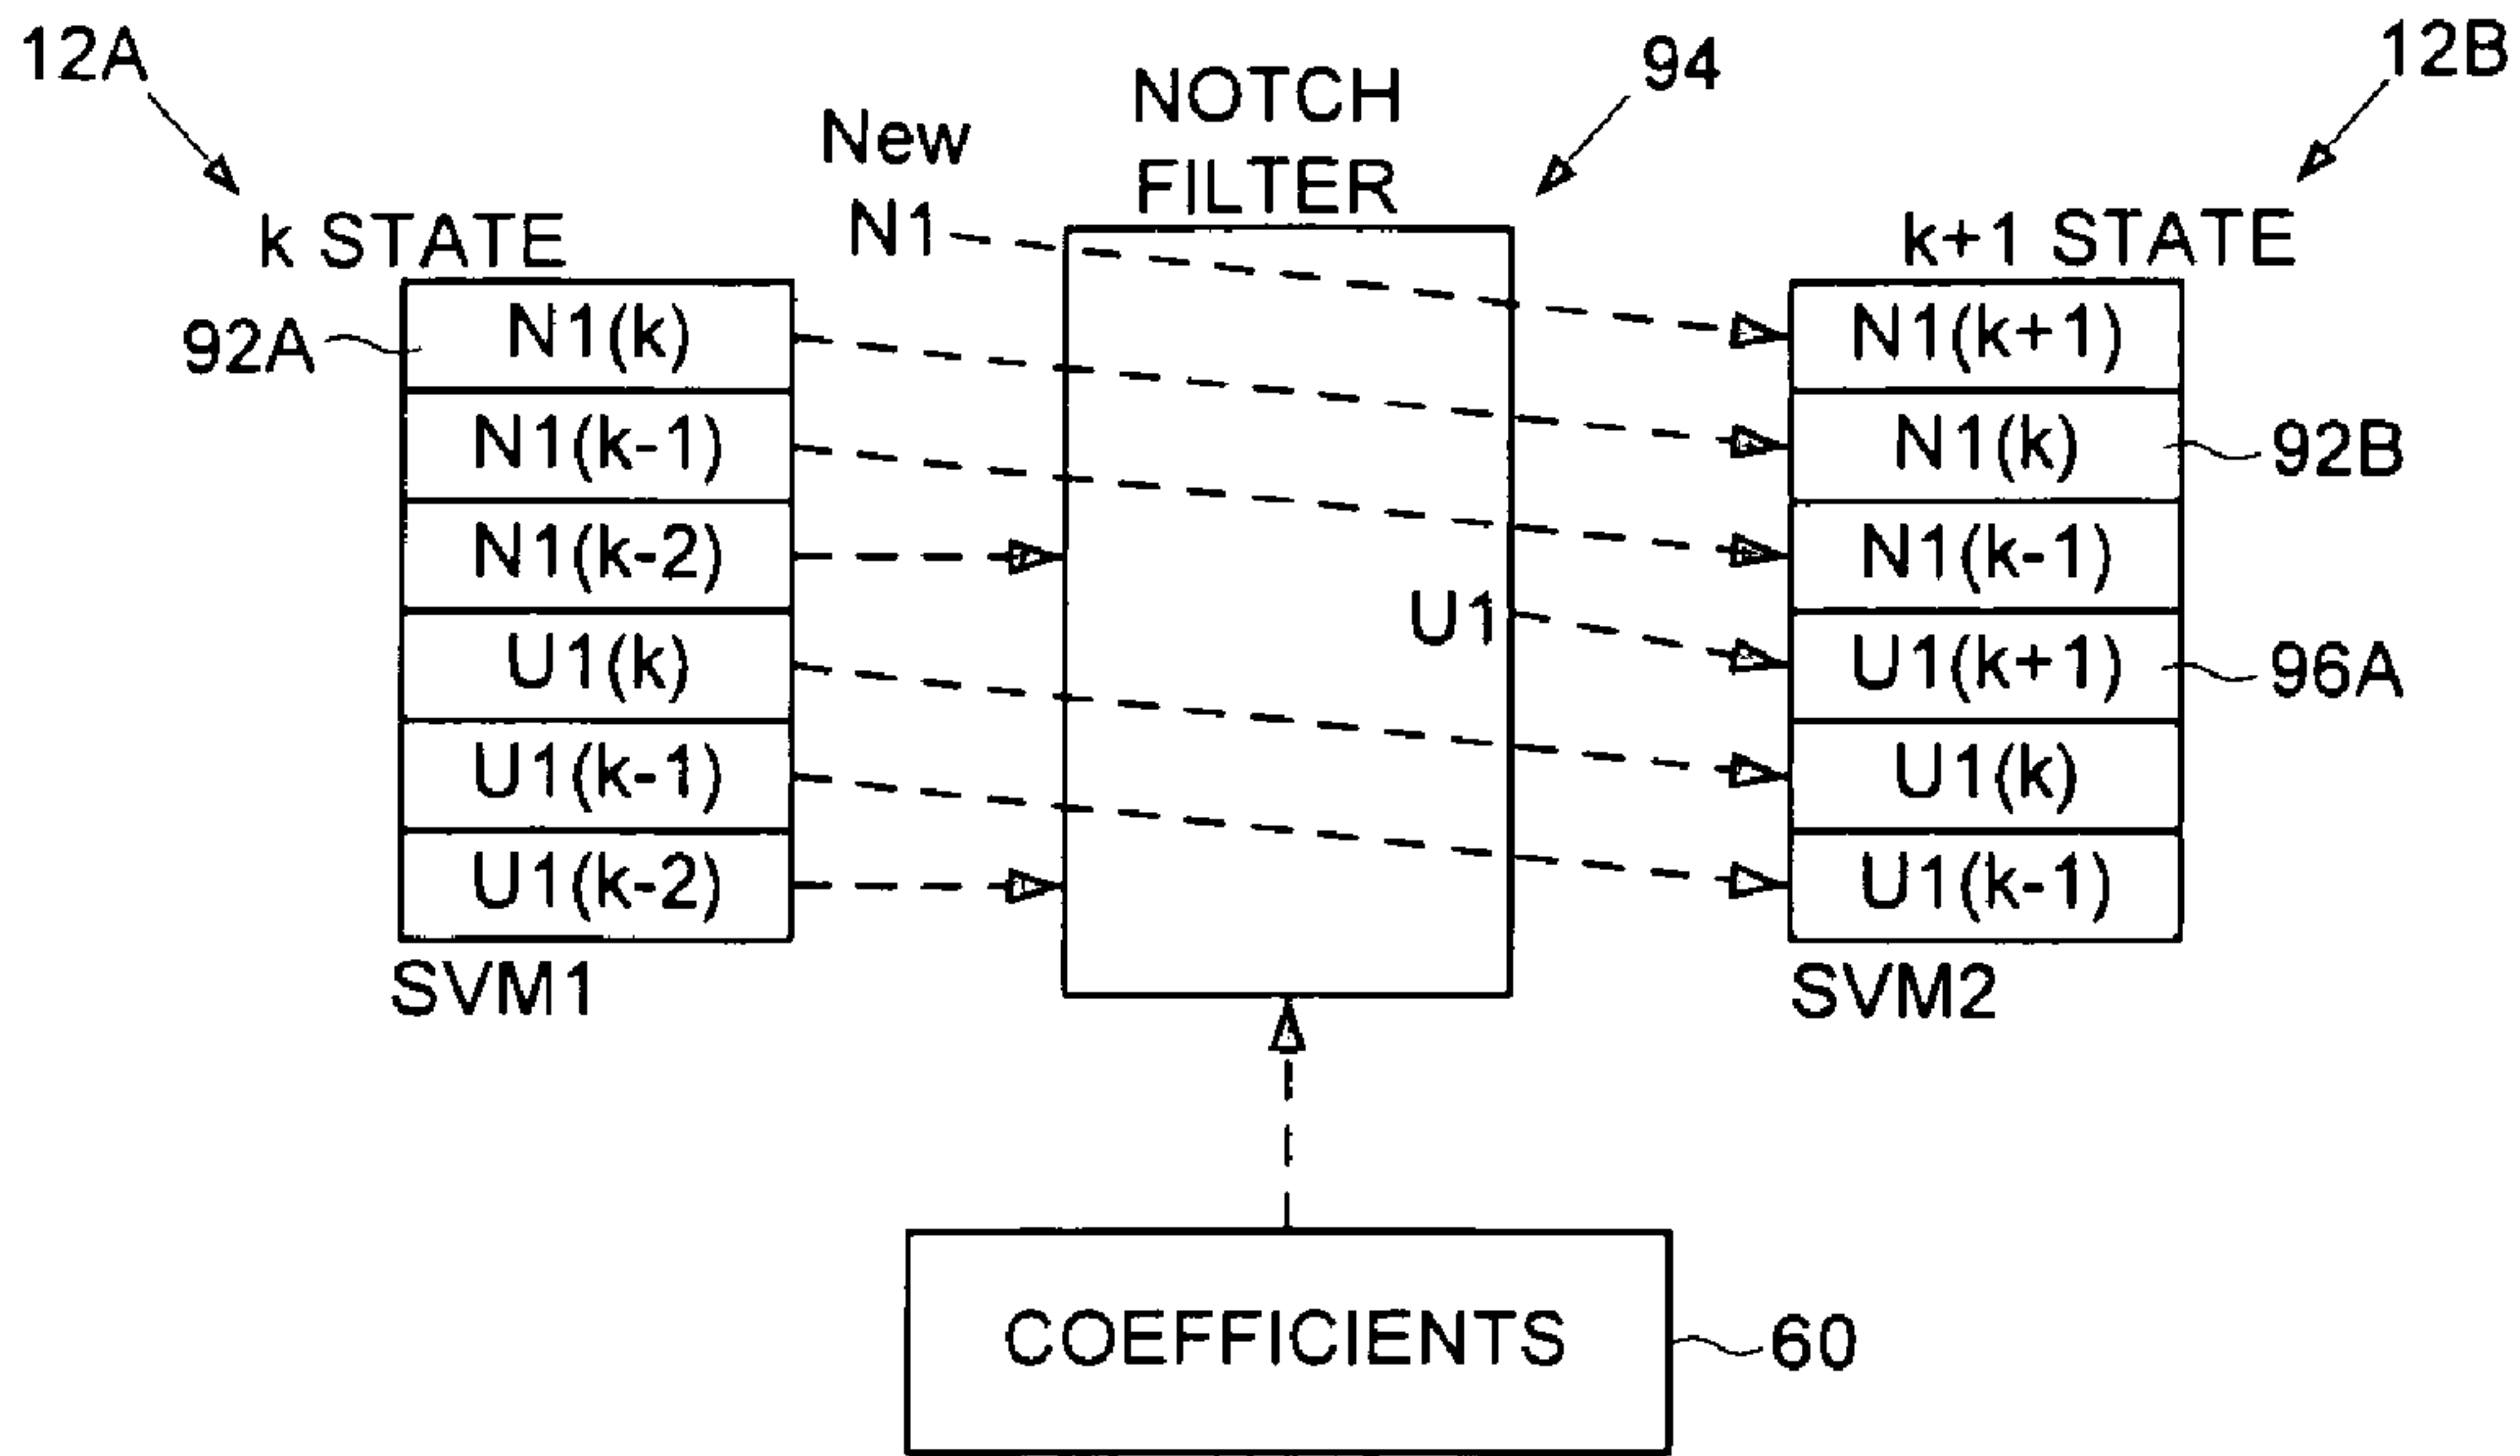 12A
94
12B
NOTCH
FILTER
New
N1
k STATE
k+1 STATE
92A
N1(k)
N1(k-1)
N1(k-2)
U1(k)
U1(k-1)
U1(k-2)
SVM1
U1
N1(k+1)
N1(k)
N1(k-1)
U1(k+1)
U1(k)
U1(k-1)
92B
96A
SVM2
COEFFICIENTS
60